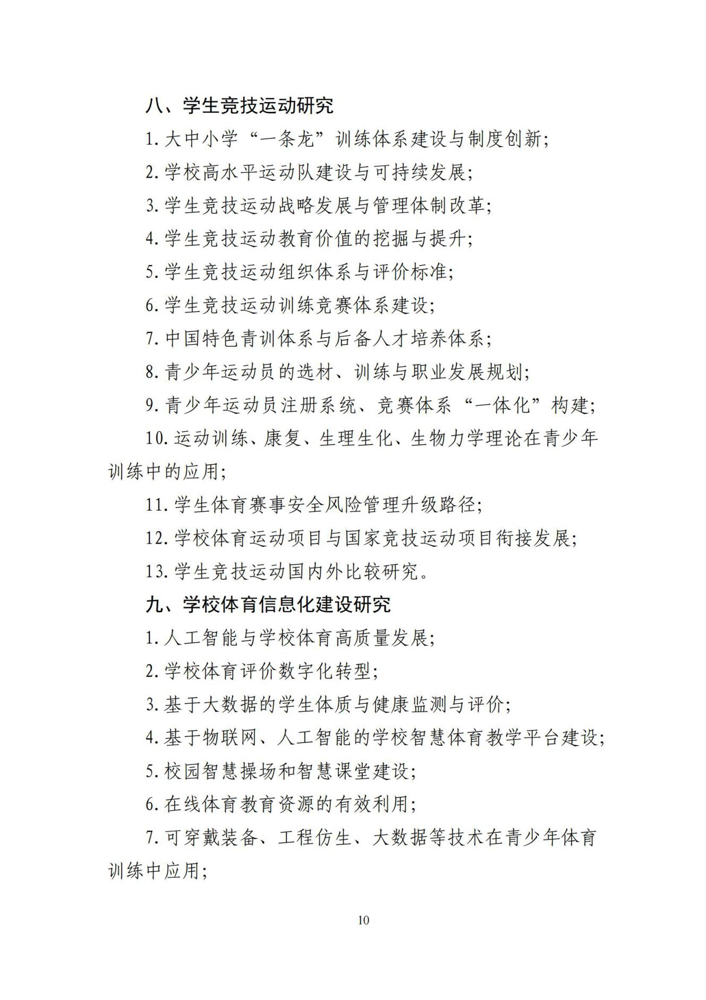 八、学生竞技运动研究
1.大中小学“一条龙”训练体系建设与制度创新；
2.学校高水平运动队建设与可持续发展；
3.学生竞技运动战略发展与管理体制改革；
4.学生竞技运动教育价值的挖掘与提升；
5.学生竞技运动组织体系与评价标准；
6.学生竞技运动训练竞赛体系建设；
7.中国特色青训体系与后备人才培养体系；
8.青少年运动员的选材、训练与职业发展规划；
9.青少年运动员注册系统、竞赛体系“一体化”构建；
10.运动训练、康复、生理生化、生物力学理论在青少年
训练中的应用；
11.学生体育赛事安全风险管理升级路径；
12.学校体育运动项目与国家竞技运动项目衔接发展；
13.学生竞技运动国内外比较研究。
九、学校体育信息化建设研究
1.人工智能与学校体育高质量发展；
2.学校体育评价数字化转型；
3.基于大数据的学生体质与健康监测与评价；
4.基于物联网、人工智能的学校智慧体育教学平台建设；
5.校园智慧操场和智慧课堂建设；
6.在线体育教育资源的有效利用；
7.可穿戴装备、工程仿生、大数据等技术在青少年体育
训练中应用；
10